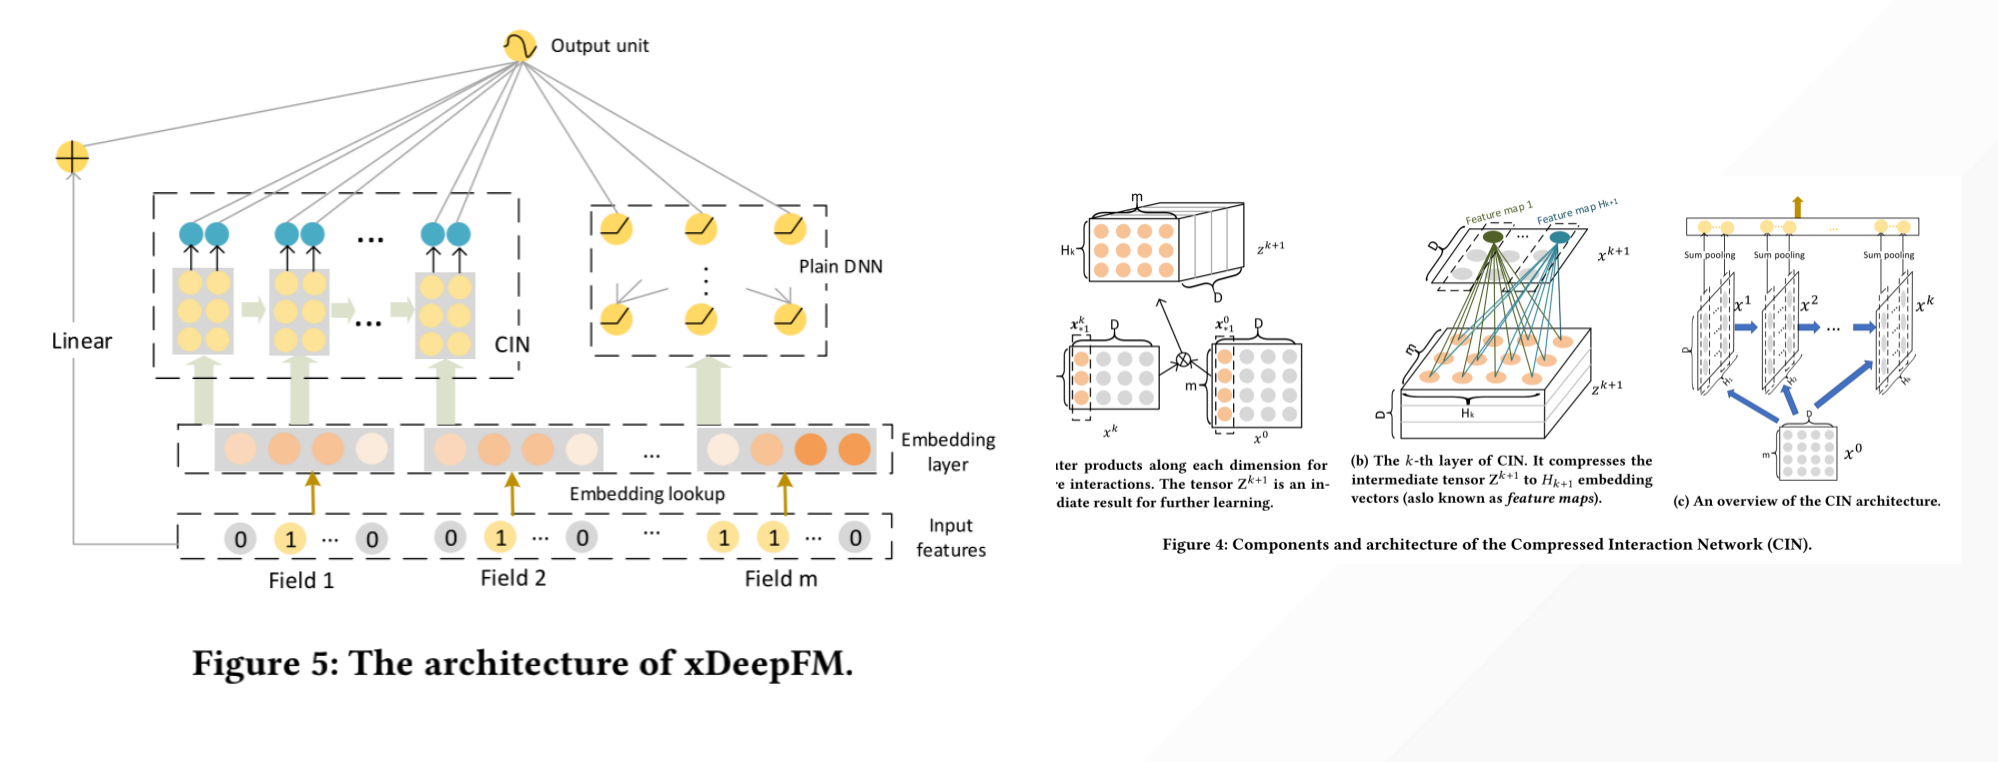 Output unit
Linear
...
CIN
Plain DNN
...
Embedding
layer
Embedding lookup
0 1 ... 0
0 1 ... 0
...
1 1 ... 0
Input
features
Field 1
Field 2
Field m
Figure 5: The architecture of xDeepFM.
m
Hk
z^{k+1}
D
x^k_{*1}
D
x^0_{*1}
D
m
x^k
x^0
products along each dimension for
interactions. The tensor Z^{k+1} is an in-
diate result for further learning.
Feature map 1
...
Feature map H_{k+1}
D
x^{k+1}
m
z^{k+1}
D
Hk
(b) The k-th layer of CIN. It compresses the
intermediate tensor Z^{k+1} to H_{k+1} embedding
vectors (aslo known as feature maps).
...
Sum pooling
Sum pooling
Sum pooling
x^1
x^2
...
x^k
D
H_1
H_2
H_k
D
m
x^0
(c) An overview of the CIN architecture.
Figure 4: Components and architecture of the Compressed Interaction Network (CIN).